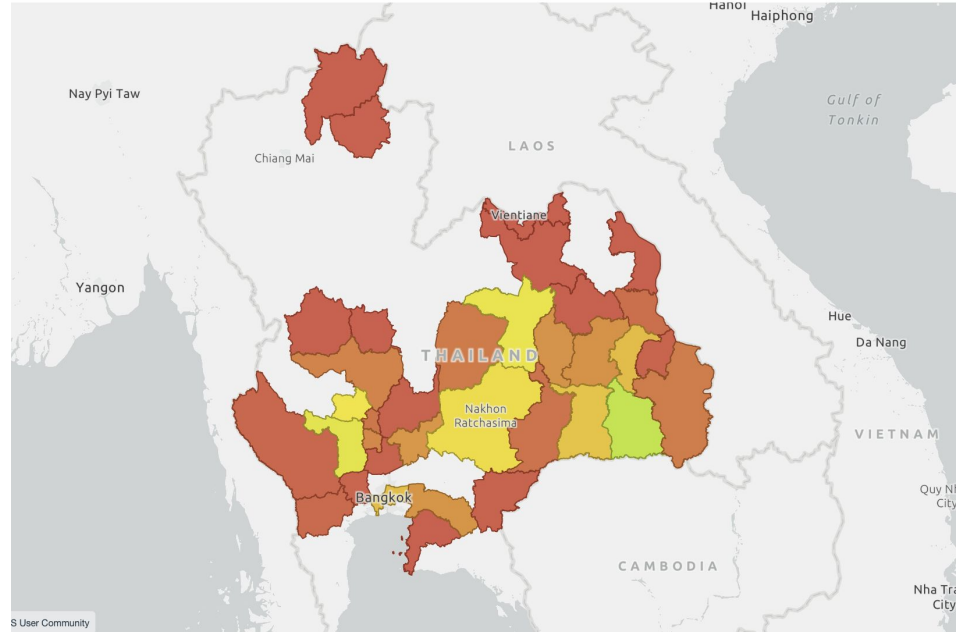 Hanoi
Haiphong
Nay Pyi Taw
Gulf of
Tonkin
LAOS
Chiang Mai
Vientiane
Yangon
Hue
Da Nang
THAILAND
Nakhon
Ratchasima
VIETNAM
Bangkok
Quy Nh
City
CAMBODIA
Nha Tra
City
S User Community